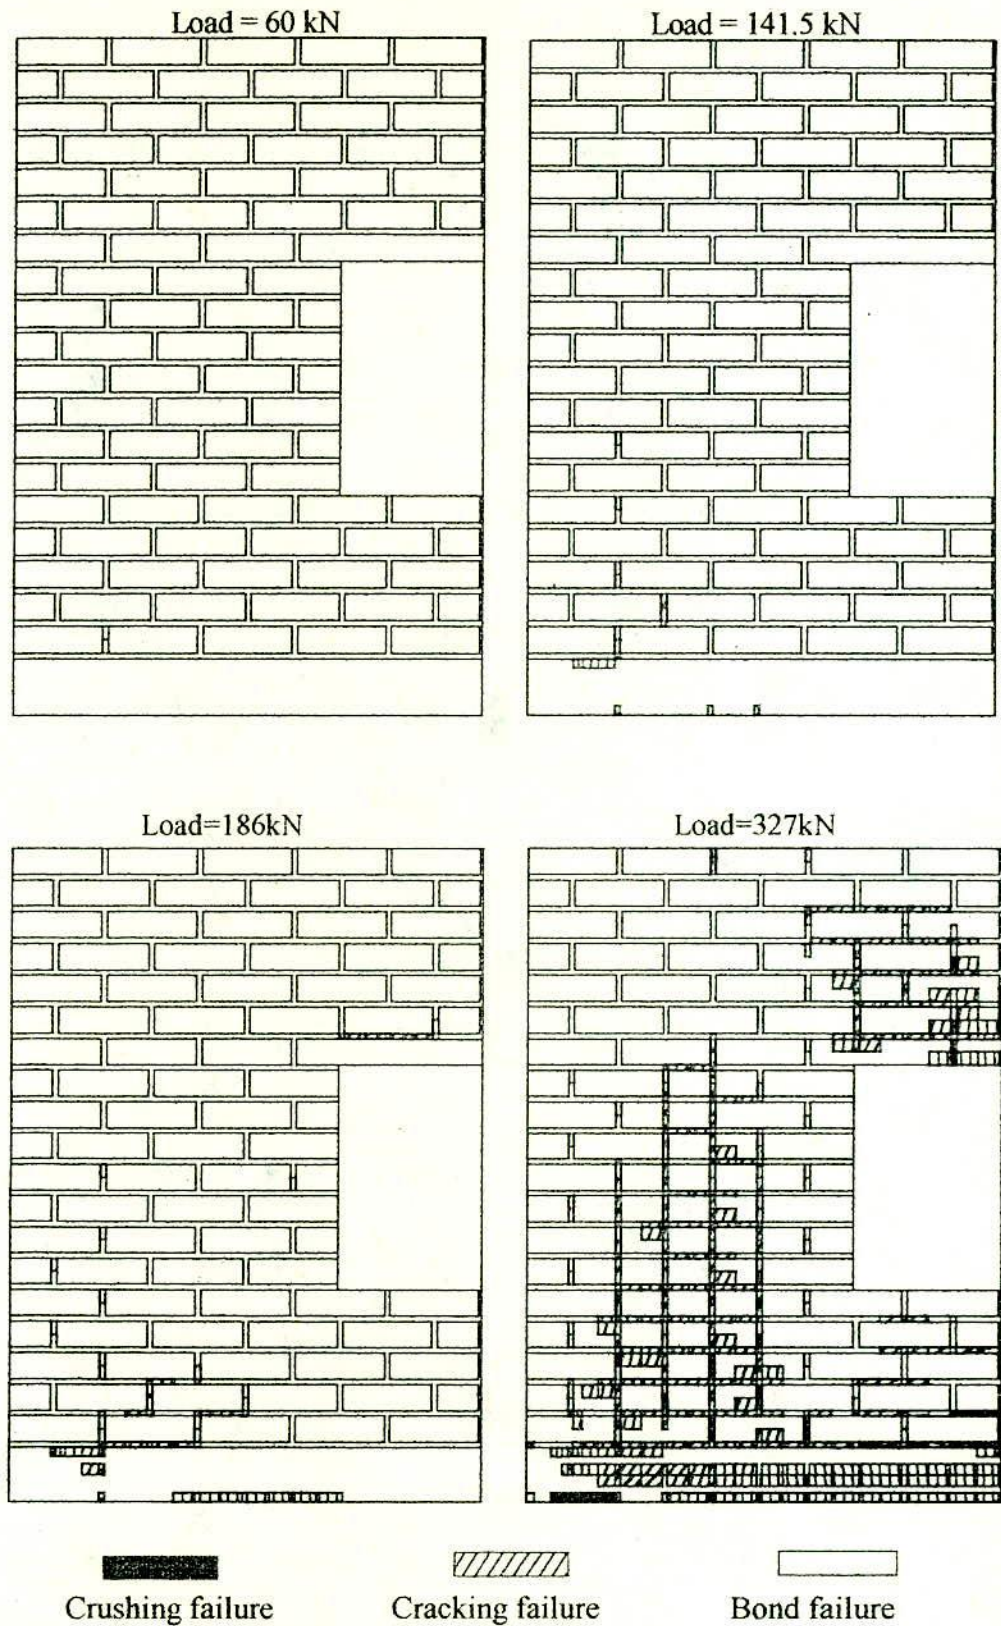 Load = 60 kN
Load = 141.5 kN
Load=186kN
Load=327kN
Crushing failure
Cracking failure
Bond failure